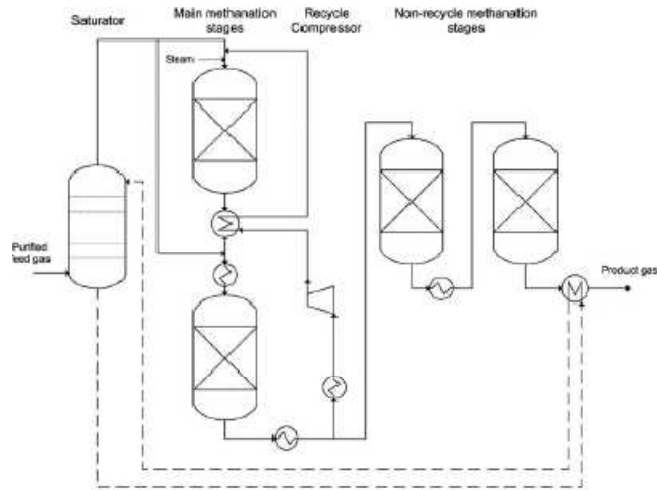 Saturator
Main methanation
stages
Recycle
Compressor
Non-recycle methanation
stages
Steam
Purified
feed gas
Product gas